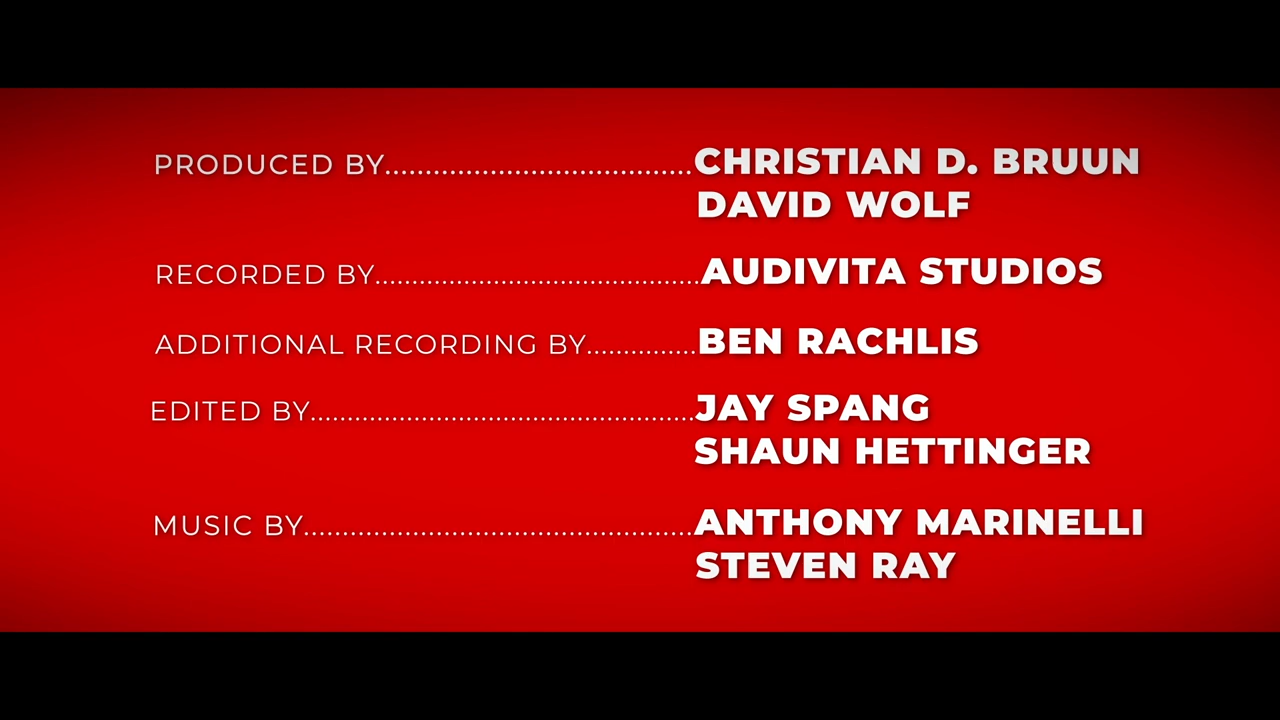 PRODUCED BY.......................................CHRISTIAN D. BRUUN
DAVID WOLF
RECORDED BY.........................................AUDIVITA STUDIOS
ADDITIONAL RECORDING BY...............BEN RACHLIS
EDITED BY.................................................JAY SPANG
SHAUN HETTINGER
MUSIC BY..................................................ANTHONY MARINELLI
STEVEN RAY